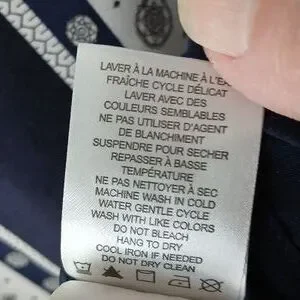 LAVER À LA MACHINE À L'EAU
FRAÎCHE CYCLE DÉLICAT
LAVER AVEC DES
COULEURS SEMBLABLES
NE PAS UTILISER D'AGENT
DE BLANCHIMENT
SUSPENDRE POUR SECHER
REPASSER À BASSE
TEMPÉRATURE
NE PAS NETTOYER À SEC
MACHINE WASH IN COLD
WATER GENTLE CYCLE
WASH WITH LIKE COLORS
DO NOT BLEACH
HANG TO DRY
COOL IRON IF NEEDED
DO NOT DRY CLEAN